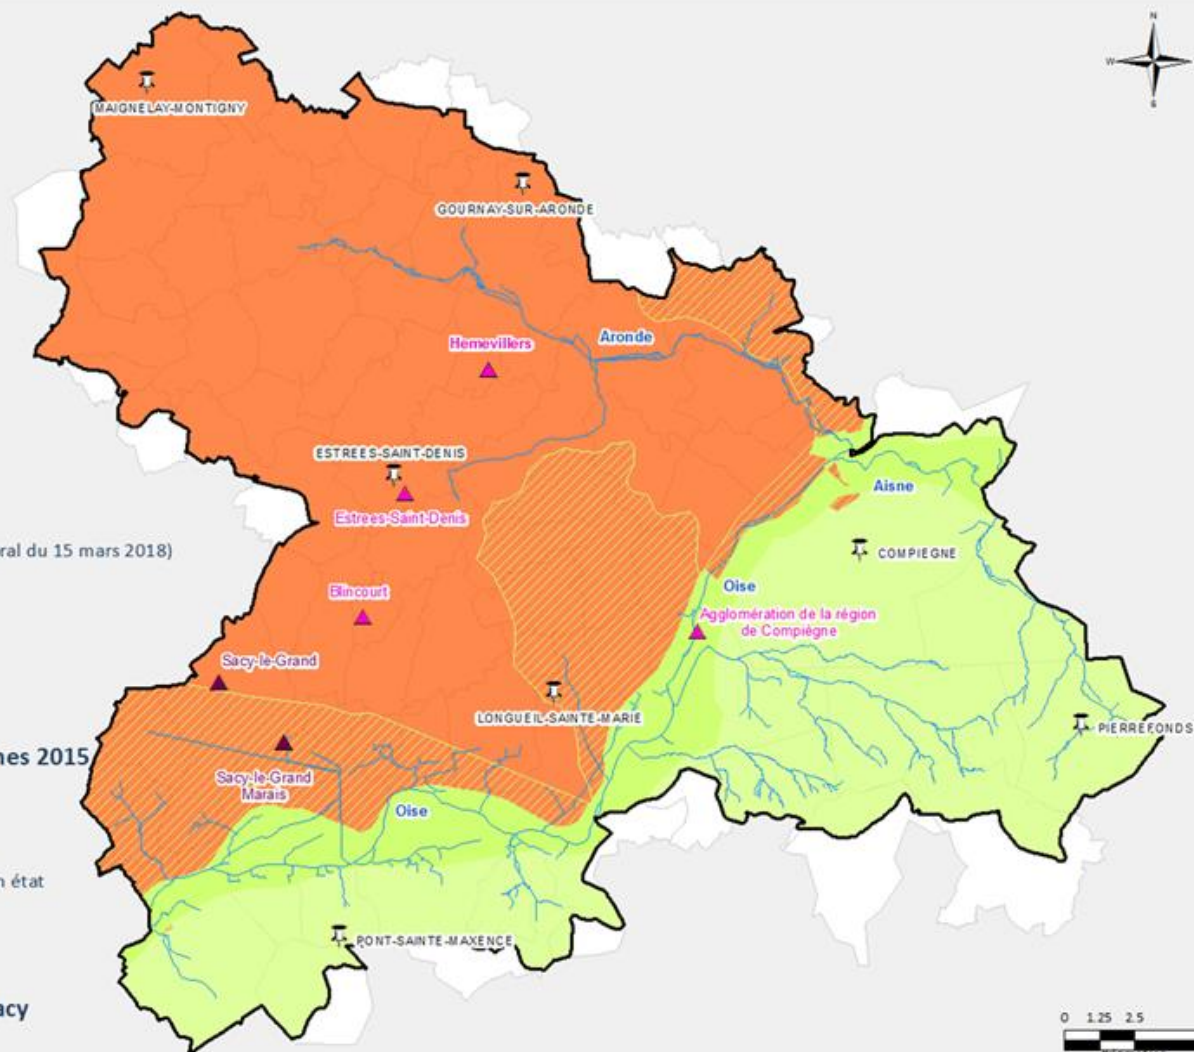 N
W
S
MAIGNELAY-MONTIGNY
GOURNAY-SUR-ARONDE
Aronde
Hemevillers
ESTREES-SAINT-DENIS
Estrees-Saint-Denis
Aisne
ral du 15 mars 2018)
COMPIEGNE
Blincourt
Oise
Agglomération de la région
de Compiègne
Sacy-le-Grand
LONGUEIL-SAINTE-MARIE
PIERREFONDS
nes 2015
Sacy-le-Grand
Marais
Oise
n état
PONT-SAINTE-MAXENCE
acy
0 1.25 2.5